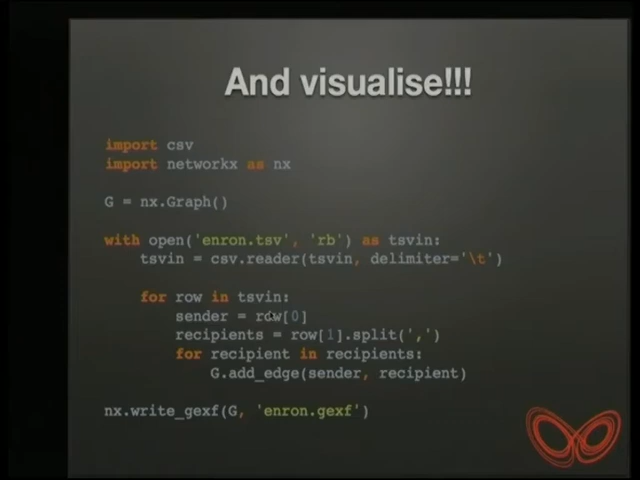 And visualise!!!
import csv
import networkx as nx
G = nx.Graph()
with open('enron.tsv', 'rb') as tsvin:
tsvin = csv.reader(tsvin, delimiter='\t')
for row in tsvin:
sender = row[0]
recipients = row[1].split(',')
for recipient in recipients:
G.add_edge(sender, recipient)
nx.write_gexf(G, 'enron.gexf')